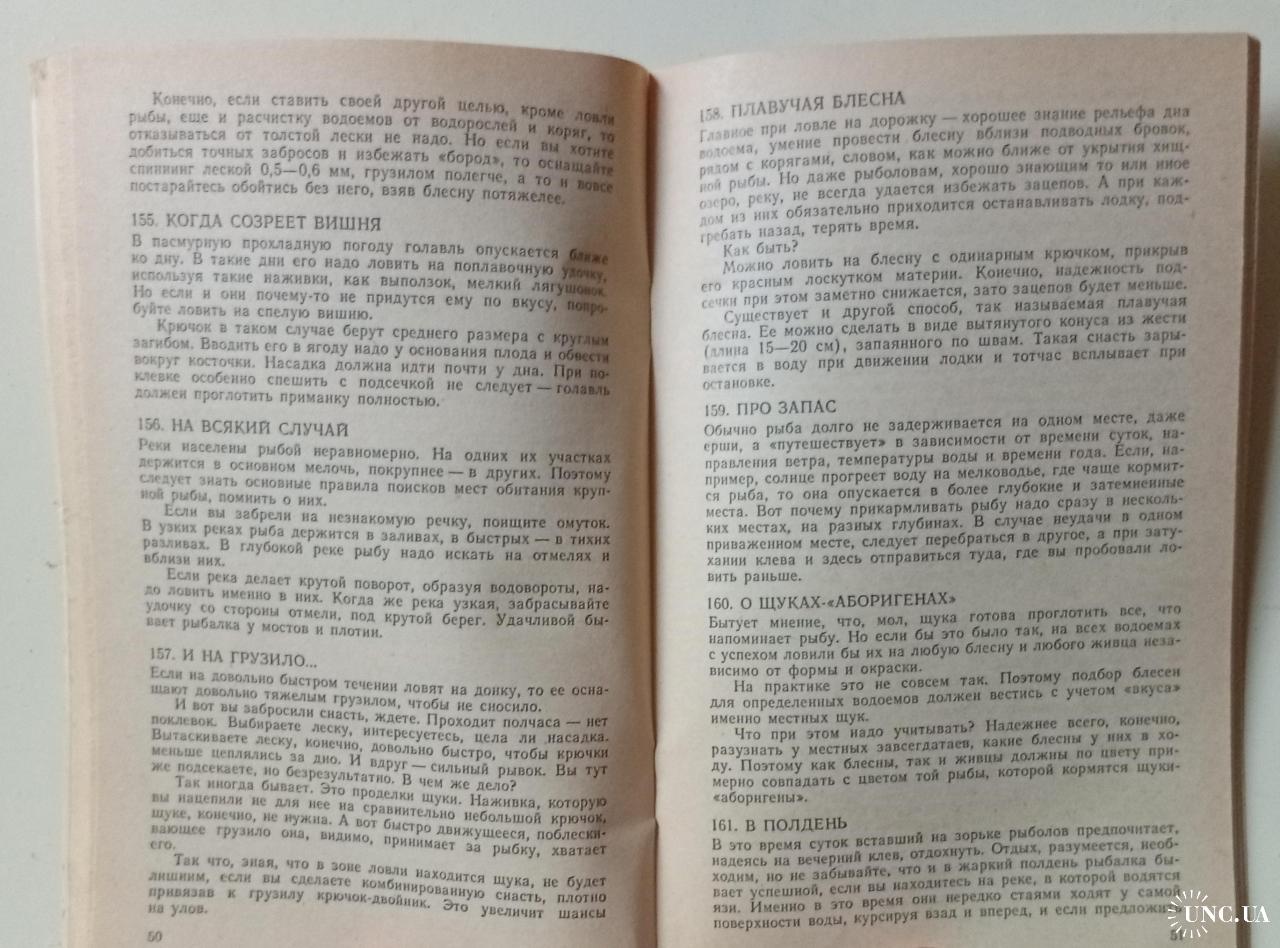 Конечно, если ставить своей другой целью, кроме ловли
рыбы, еще и расчистку водоемов от водорослей и коряг, то
отказываться от толстой лески не надо. Но если вы хотите
добиться точных забросов и избежать «бород», то оснащайте
спиннинг леской 0,5—0,6 мм, грузилом полегче, а то и вовсе
постарайтесь обойтись без него, взяв блесну потяжелее.
155. КОГДА СОЗРЕЕТ ВИШНЯ
В пасмурную прохладную погоду голавль опускается ближе
ко дну. В такие дни его надо ловить на поплавочную удочку,
используя такие наживки, как выползок, мелкий лягушонок.
Но если и они почему-то не придутся ему по вкусу, попро-
буйте ловить на спелую вишню.
Крючок в таком случае берут среднего размера с круглым
загибом. Вводить его в ягоду надо у основания плода и обвести
вокруг косточки. Насадка должна идти почти у дна. При по-
клевке особенно спешить с подсечкой не следует — голавль
должен проглотить приманку полностью.
156. НА ВСЯКИЙ СЛУЧАЙ
Реки населены рыбой неравномерно. На одних их участках
держится в основном мелочь, покрупнее — в других. Поэтому
следует знать основные правила поисков мест обитания круп-
ной рыбы, помнить о них.
Если вы забрели на незнакомую речку, поищите омуток.
В узких реках рыба держится в заливах, в быстрых — в тихих
разливах. В глубокой реке рыбу надо искать на отмелях и
вблизи них.
Если река делает крутой поворот, образуя водовороты, на-
до ловить именно в них. Когда же река узкая, забрасывайте
удочку со стороны отмели, под крутой берег. Удачливой бы-
вает рыбалка у мостов и плотин.
157. И НА ГРУЗИЛО...
Если на довольно быстром течении ловят на донку, то ее осна-
щают довольно тяжелым грузилом, чтобы не сносило.
И вот вы забросили снасть, ждете. Проходит полчаса — нет
поклевок. Выбираете леску, интересуетесь, цела ли насадка.
Вытаскиваете леску, конечно, довольно быстро, чтобы крючки
меньше цеплялись за дно. И вдруг — сильный рывок. Вы тут
же подсекаете, но безрезультатно. В чем же дело?
Так иногда бывает. Это проделки щуки. Наживка, которую
вы нацепили не для нее на сравнительно небольшой крючок,
щуке, конечно, не нужна. А вот быстро движущееся, поблески-
вающее грузило она, видимо, принимает за рыбку, хватает
его.
Так что, зная, что в зоне ловли находится щука, не будет
лишним, если вы сделаете комбинированную снасть, плотно
привязав к грузилу крючок-двойник. Это увеличит шансы
на улов.
50
158. ПЛАВУЧАЯ БЛЕСНА
Главное при ловле на дорожку — хорошее знание рельефа дна
водоема, умение провести блесну вблизи подводных бровок,
рядом с корягами, словом, как можно ближе от укрытия хищ-
ной рыбы. Но даже рыболовам, хорошо знающим то или иное
озеро, реку, не всегда удается избежать зацепов. А при каж-
дом из них обязательно приходится останавливать лодку, под-
гребать назад, терять время.
Как быть?
Можно ловить на блесну с одинарным крючком, прикрыв
его красным лоскутком материи. Конечно, надежность под-
сечки при этом заметно снижается, зато зацепов будет меньше.
Существует и другой способ, так называемая плавучая
блесна. Ее можно сделать в виде вытянутого конуса из жести
(длина 15—20 см), запаянного по швам. Такая снасть зары-
вается в воду при движении лодки и тотчас всплывает при
остановке.
159. ПРО ЗАПАС
Обычно рыба долго не задерживается на одном месте, даже
ерши, а «путешествует» в зависимости от времени суток, на-
правления ветра, температуры воды и времени года. Если, на-
пример, солнце прогреет воду на мелководье, где чаще кормит-
ся рыба, то она опускается в более глубокие и затемненные
места. Вот почему прикармливать рыбу надо сразу в несколь-
ких местах, на разных глубинах. В случае неудачи в одном
приваженном месте, следует перебраться в другое, а при зату-
хании клева и здесь отправиться туда, где вы пробовали ло-
вить раньше.
160. О ЩУКАХ-«АБОРИГЕНАХ»
Бытует мнение, что, мол, щука готова проглотить все, что
напоминает рыбу. Но если бы это было так, на всех водоемах
с успехом ловили бы их на любую блесну и любого живца неза-
висимо от формы и окраски.
На практике это не совсем так. Поэтому подбор блесен
для определенных водоемов должен вестись с учетом «вкуса»
именно местных щук.
Что при этом надо учитывать? Надежнее всего, конечно,
разузнать у местных завсегдатаев, какие блесны у них в хо-
ду. Поэтому как блесны, так и живцы должны по цвету при-
мерно совпадать с цветом той рыбы, которой кормятся щуки-
«аборигены».
161. В ПОЛДЕНЬ
В это время суток вставший на зорьке рыболов предпочитает,
надеясь на вечерний клев, отдохнуть. Отдых, разумеется, необ-
ходим, но не забывайте, что и в жаркий полдень рыбалка бы-
вает успешной, если вы находитесь на реке, в которой водятся
язи. Именно в это время они нередко стаями ходят у самой
поверхности воды, курсируя взад и вперед, и если предложить
51
UNC.UA